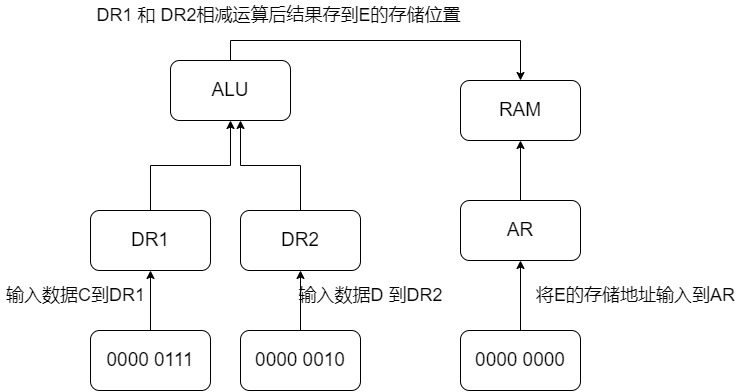 DR1 和 DR2相减运算后结果存到E的存储位置
ALU
RAM
DR1
DR2
AR
输入数据C到DR1
输入数据D 到DR2
将E的存储地址输入到AR
0000 0111
0000 0010
0000 0000